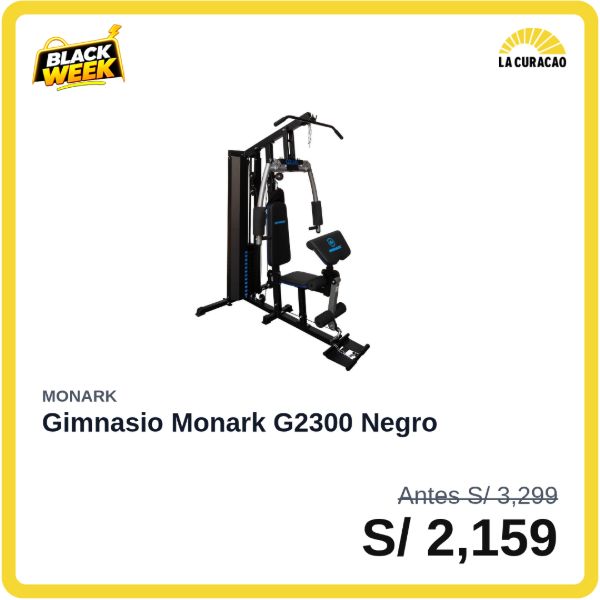 BLACK
WEEK
LA CURACAO
MONARK
Gimnasio Monark G2300 Negro
Antes S/ 3,299
S/ 2,159